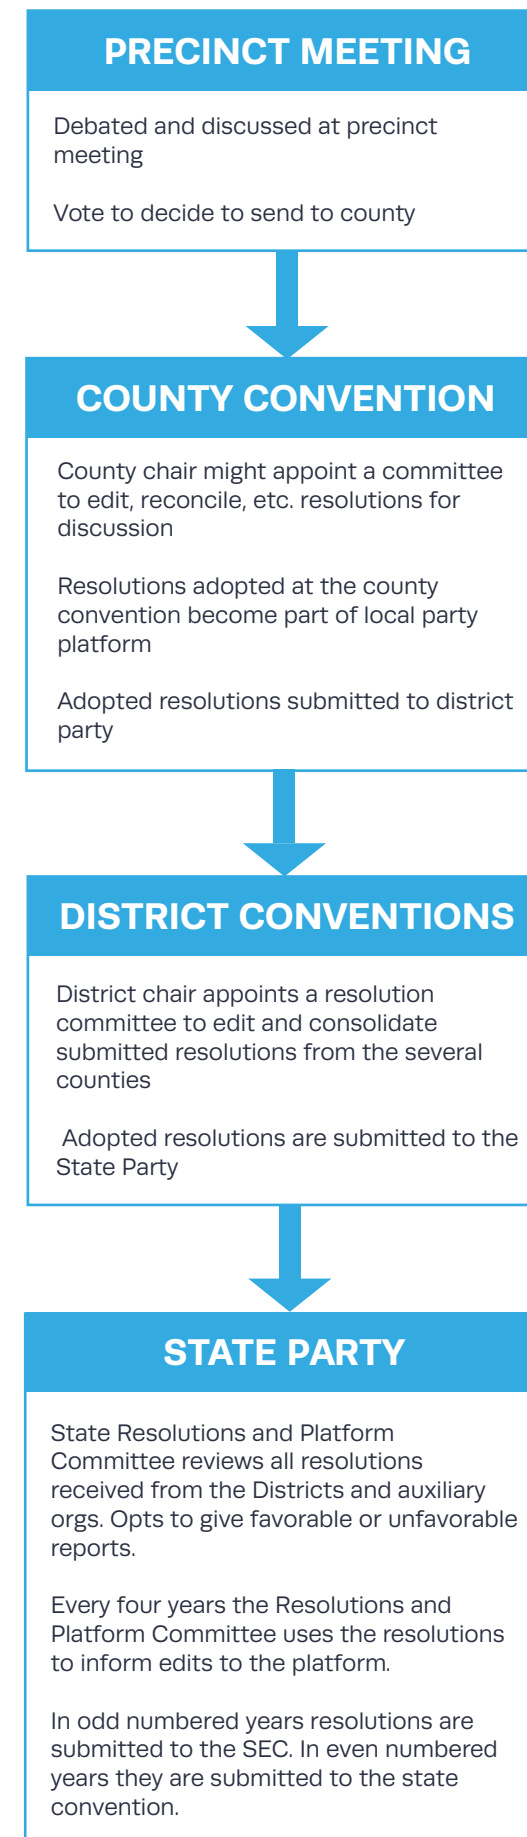 PRECINCT MEETING
Debated and discussed at precinct
meeting
Vote to decide to send to county
COUNTY CONVENTION
County chair might appoint a committee
to edit, reconcile, etc. resolutions for
discussion
Resolutions adopted at the county
convention become part of local party
platform
Adopted resolutions submitted to district
party
DISTRICT CONVENTIONS
District chair appoints a resolution
committee to edit and consolidate
submitted resolutions from the several
counties
Adopted resolutions are submitted to the
State Party
STATE PARTY
State Resolutions and Platform
Committee reviews all resolutions
received from the Districts and auxiliary
orgs. Opts to give favorable or unfavorable
reports.
Every four years the Resolutions and
Platform Committee uses the resolutions
to inform edits to the platform.
In odd numbered years resolutions are
submitted to the SEC. In even numbered
years they are submitted to the state
convention.